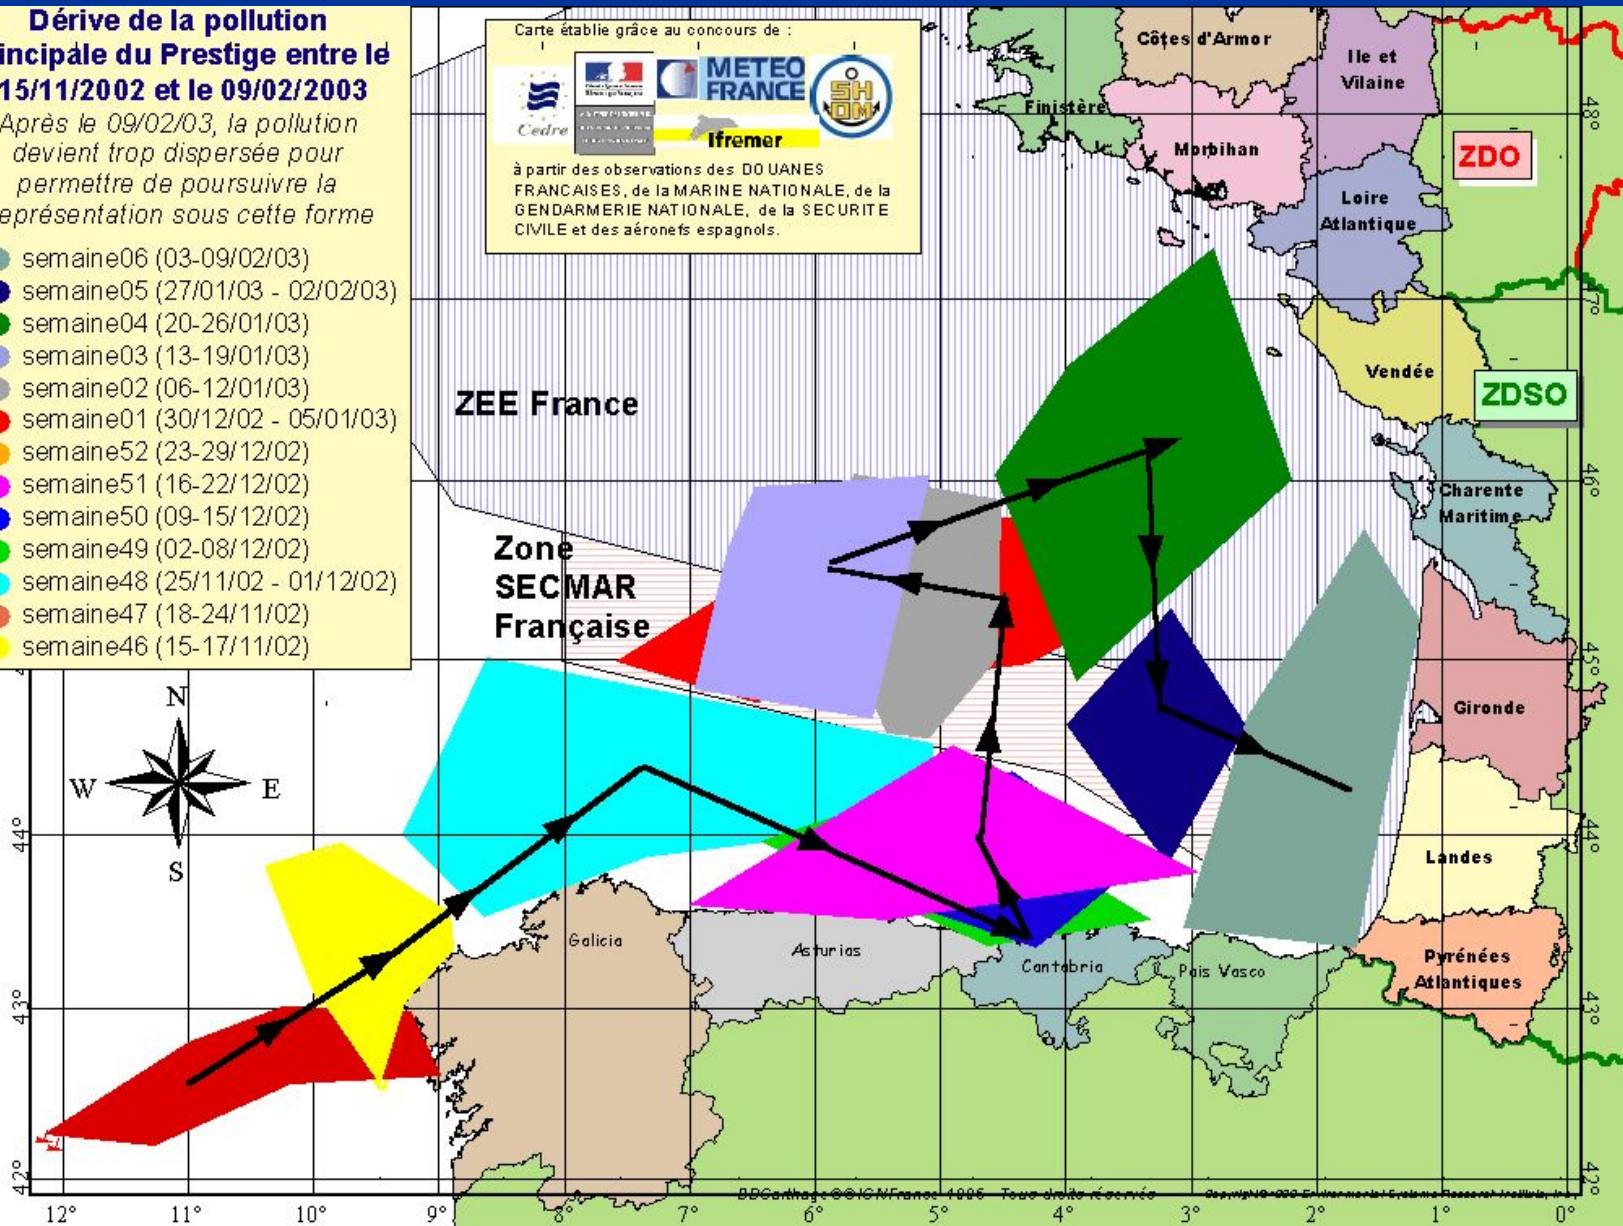 Dérive de la pollution
incipale du Prestige entre le
15/11/2002 et le 09/02/2003
Après le 09/02/03, la pollution
devient trop dispersée pour
permettre de poursuivre la
eprésentation sous cette forme
semaine06 (03-09/02/03)
semaine05 (27/01/03 - 02/02/03)
semaine04 (20-26/01/03)
semaine03 (13-19/01/03)
semaine02 (06-12/01/03)
semaine01 (30/12/02 - 05/01/03)
semaine52 (23-29/12/02)
semaine51 (16-22/12/02)
semaine50 (09-15/12/02)
semaine49 (02-08/12/02)
semaine48 (25/11/02 - 01/12/02)
semaine47 (18-24/11/02)
semaine46 (15-17/11/02)
Carte établie grâce au concours de :
Cedre
METEO
FRANCE
SH
OM
Ifremer
à partir des observations des DOUANES
FRANCAISES, de la MARINE NATIONALE, de la
GENDARMERIE NATIONALE, de la SECURITE
CIVILE et des aéronefs espagnols.
Côtes d'Armor
Ile et
Vilaine
Finistère
Morbihan
ZDO
Loire
Atlantique
Vendée
ZDSO
Charente
Maritime
Gironde
Landes
Pyrénées
Atlantiques
ZEE France
Zone
SECMAR
Française
N
W
E
S
Galicia
Asturias
Cantabria
Pais Vasco
48°
47°
46°
45°
44°
43°
42°
44°
43°
42°
BDCarthage ©®IGNFrance 1996 - Tous droits réservés
12°
11°
10°
9°
8°
7°
6°
5°
4°
3°
2°
1°
0°